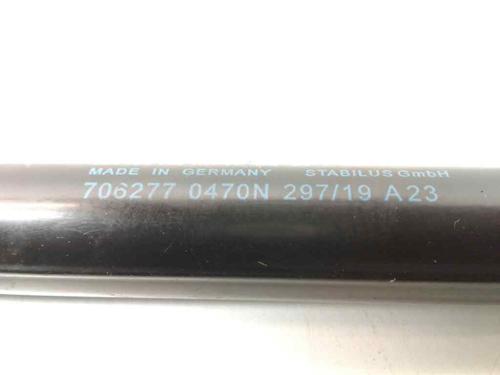 MADE IN GERMANY STABILUS GmbH
706277 0470N 297/19 A23